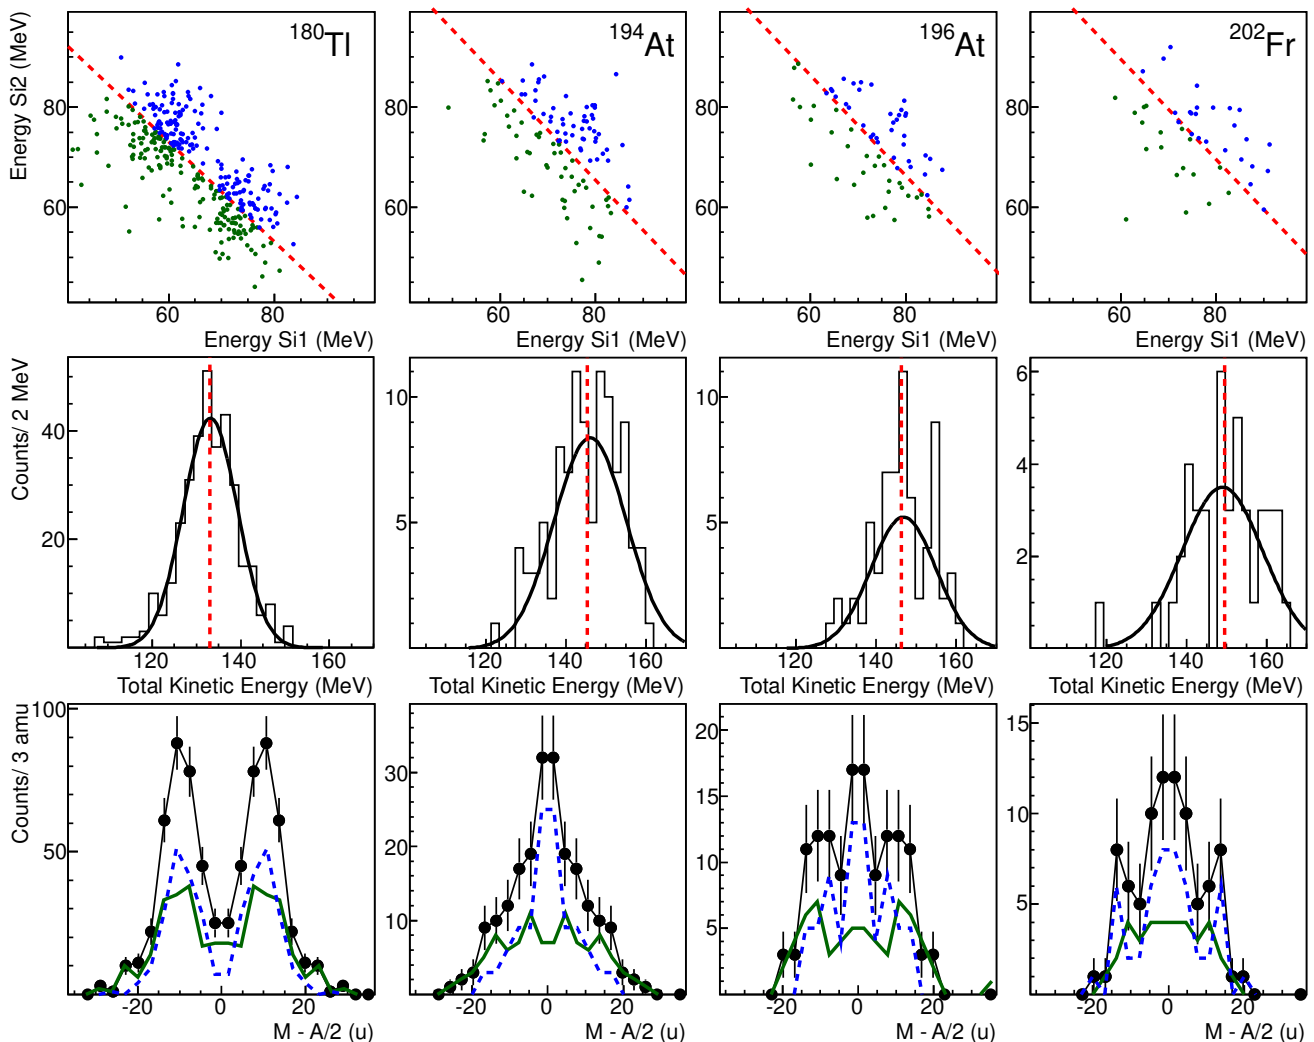 Energy Si2 (MeV)
80
60
180Tl
194At
196At
202Fr
80
60
80
60
80
60
60 80
60 80
60 80
60 80
Energy Si1 (MeV)
Energy Si1 (MeV)
Energy Si1 (MeV)
Energy Si1 (MeV)
Counts/ 2 MeV
40
20
10
5
10
5
6
4
2
120 140 160
120 140 160
120 140 160
120 140 160
Total Kinetic Energy (MeV)
Total Kinetic Energy (MeV)
Total Kinetic Energy (MeV)
Total Kinetic Energy (MeV)
Counts/ 3 amu
100
50
30
20
10
20
15
10
5
15
10
5
-20 0 20
-20 0 20
-20 0 20
-20 0 20
M - A/2 (u)
M - A/2 (u)
M - A/2 (u)
M - A/2 (u)